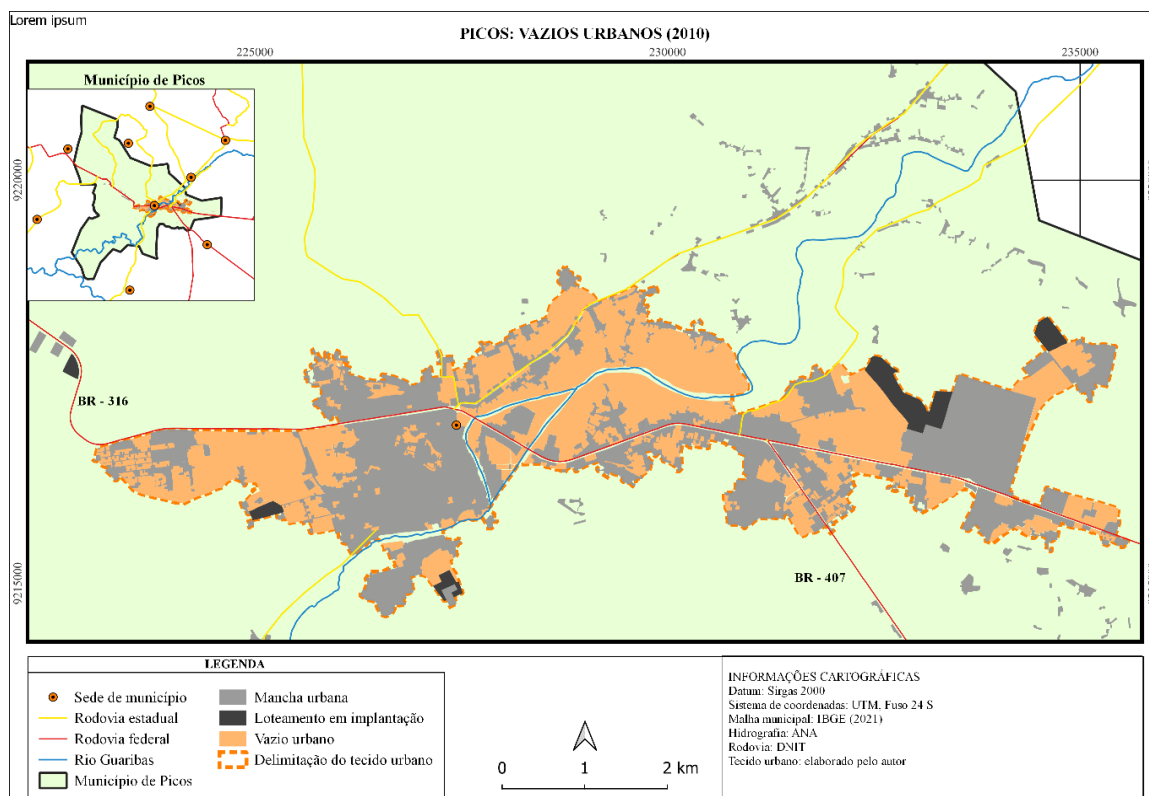 Lorem ipsum
PICOS: VAZIOS URBANOS (2010)
225000
230000
235000
Município de Picos
9220000
BR - 316
9215000
BR - 407
LEGENDA
Sede de município
Rodovia estadual
Rodovia federal
Rio Guaribas
Município de Picos
Mancha urbana
Loteamento em implantação
Vazio urbano
Delimitação do tecido urbano
0 1 2 km
INFORMAÇÕES CARTOGRÁFICAS
Datum: Sirgas 2000
Sistema de coordenadas: UTM, Fuso 24 S
Malha municipal: IBGE (2021)
Hidrografia: ANA
Rodovia: DNIT
Tecido urbano: elaborado pelo autor